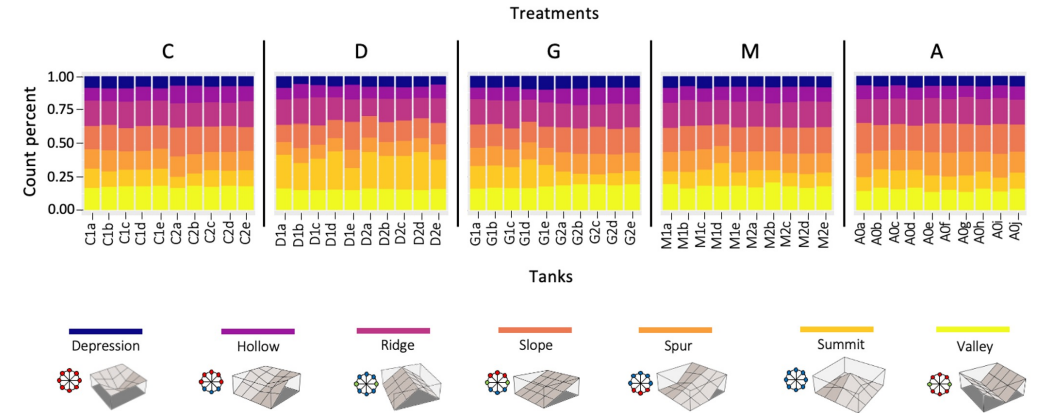 Treatments
C D G M A
Count percent
1.00
0.75
0.50
0.25
0.00
C1a C1b C1c C1d C1e C2a C2b C2c C2d C2e
D1a D1b D1c D1d D1e D2a D2b D2c D2d D2e
G1a G1b G1c G1d G1e G2a G2b G2c G2d G2e
M1a M1b M1c M1d M1e M2a M2b M2c M2d M2e
A0a A0b A0c A0d A0e A0f A0g A0h A0i A0j
Tanks
Depression Hollow Ridge Slope Spur Summit Valley